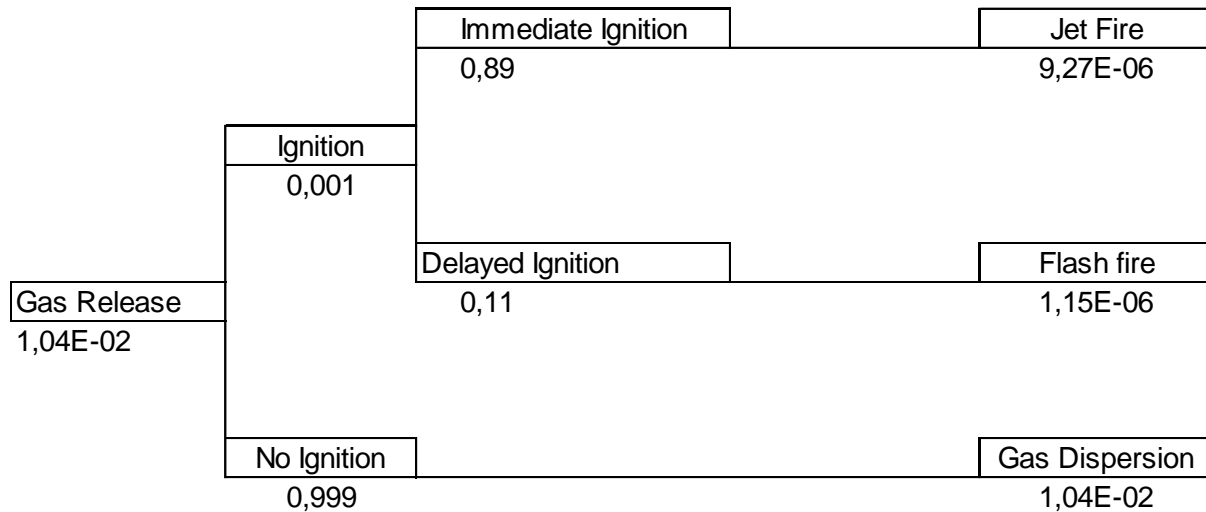 Immediate Ignition
Jet Fire
0,89
9,27E-06
Ignition
0,001
Delayed Ignition
Flash fire
0,11
1,15E-06
Gas Release
1,04E-02
No Ignition
Gas Dispersion
0,999
1,04E-02